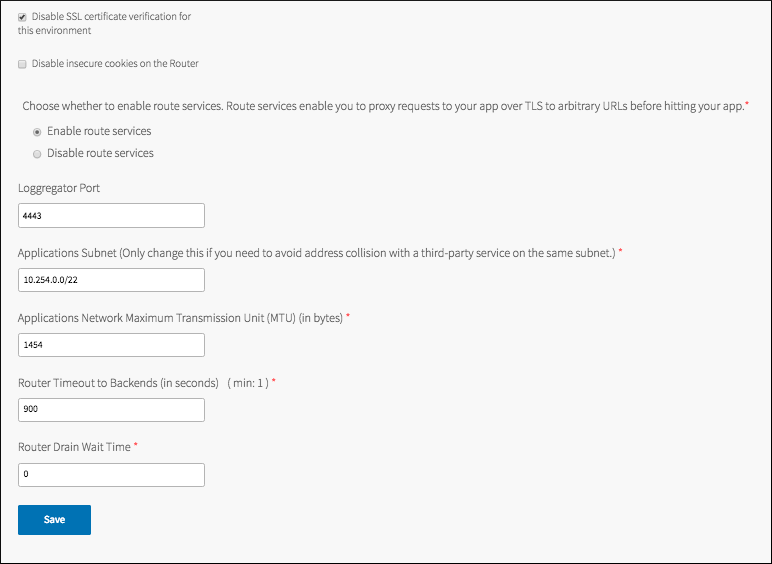 Disable SSL certificate verification for
this environment
Disable insecure cookies on the Router
Choose whether to enable route services. Route services enable you to proxy requests to your app over TLS to arbitrary URLs before hitting your app.*
Enable route services
Disable route services
Loggregator Port
4443
Applications Subnet (Only change this if you need to avoid address collision with a third-party service on the same subnet.) *
10.254.0.0/22
Applications Network Maximum Transmission Unit (MTU) (in bytes) *
1454
Router Timeout to Backends (in seconds) ( min: 1 ) *
900
Router Drain Wait Time *
0
Save